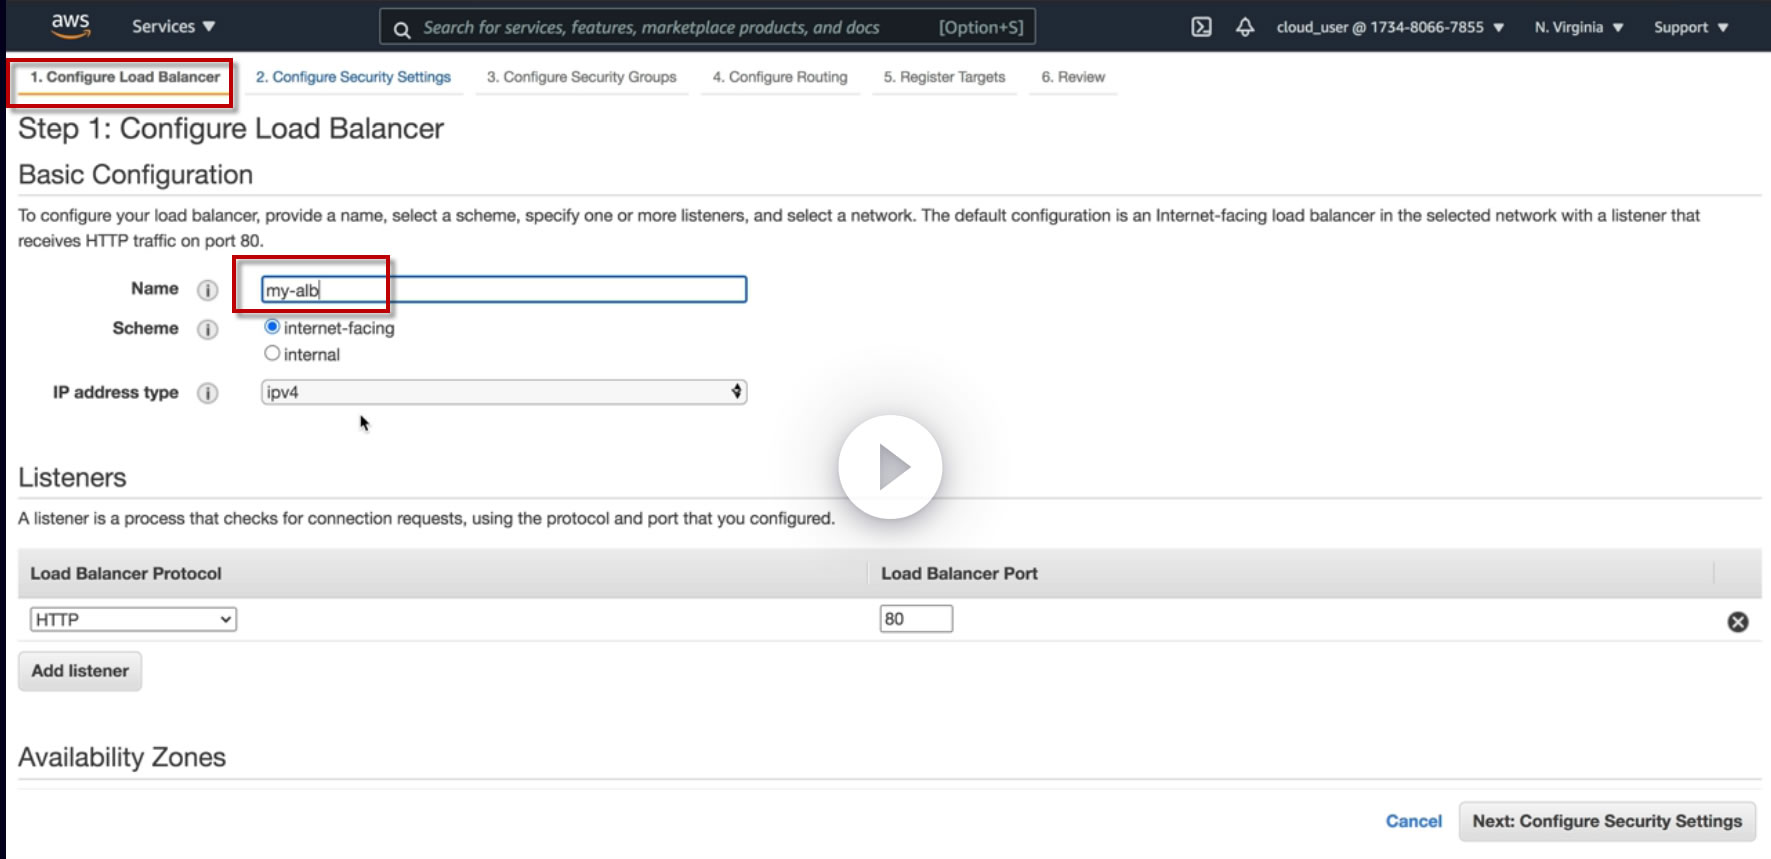 aws Services ▼ Search for services, features, marketplace products, and docs [Option+S] cloud_user @ 1734-8066-7855 ▼ N. Virginia ▼ Support ▼
1. Configure Load Balancer 2. Configure Security Settings 3. Configure Security Groups 4. Configure Routing 5. Register Targets 6. Review
Step 1: Configure Load Balancer
Basic Configuration
To configure your load balancer, provide a name, select a scheme, specify one or more listeners, and select a network. The default configuration is an Internet-facing load balancer in the selected network with a listener that
receives HTTP traffic on port 80.
Name i my-alb
Scheme i internet-facing
internal
IP address type i ipv4
Listeners
A listener is a process that checks for connection requests, using the protocol and port that you configured.
Load Balancer Protocol Load Balancer Port
HTTP 80
Add listener
Availability Zones
Cancel Next: Configure Security Settings